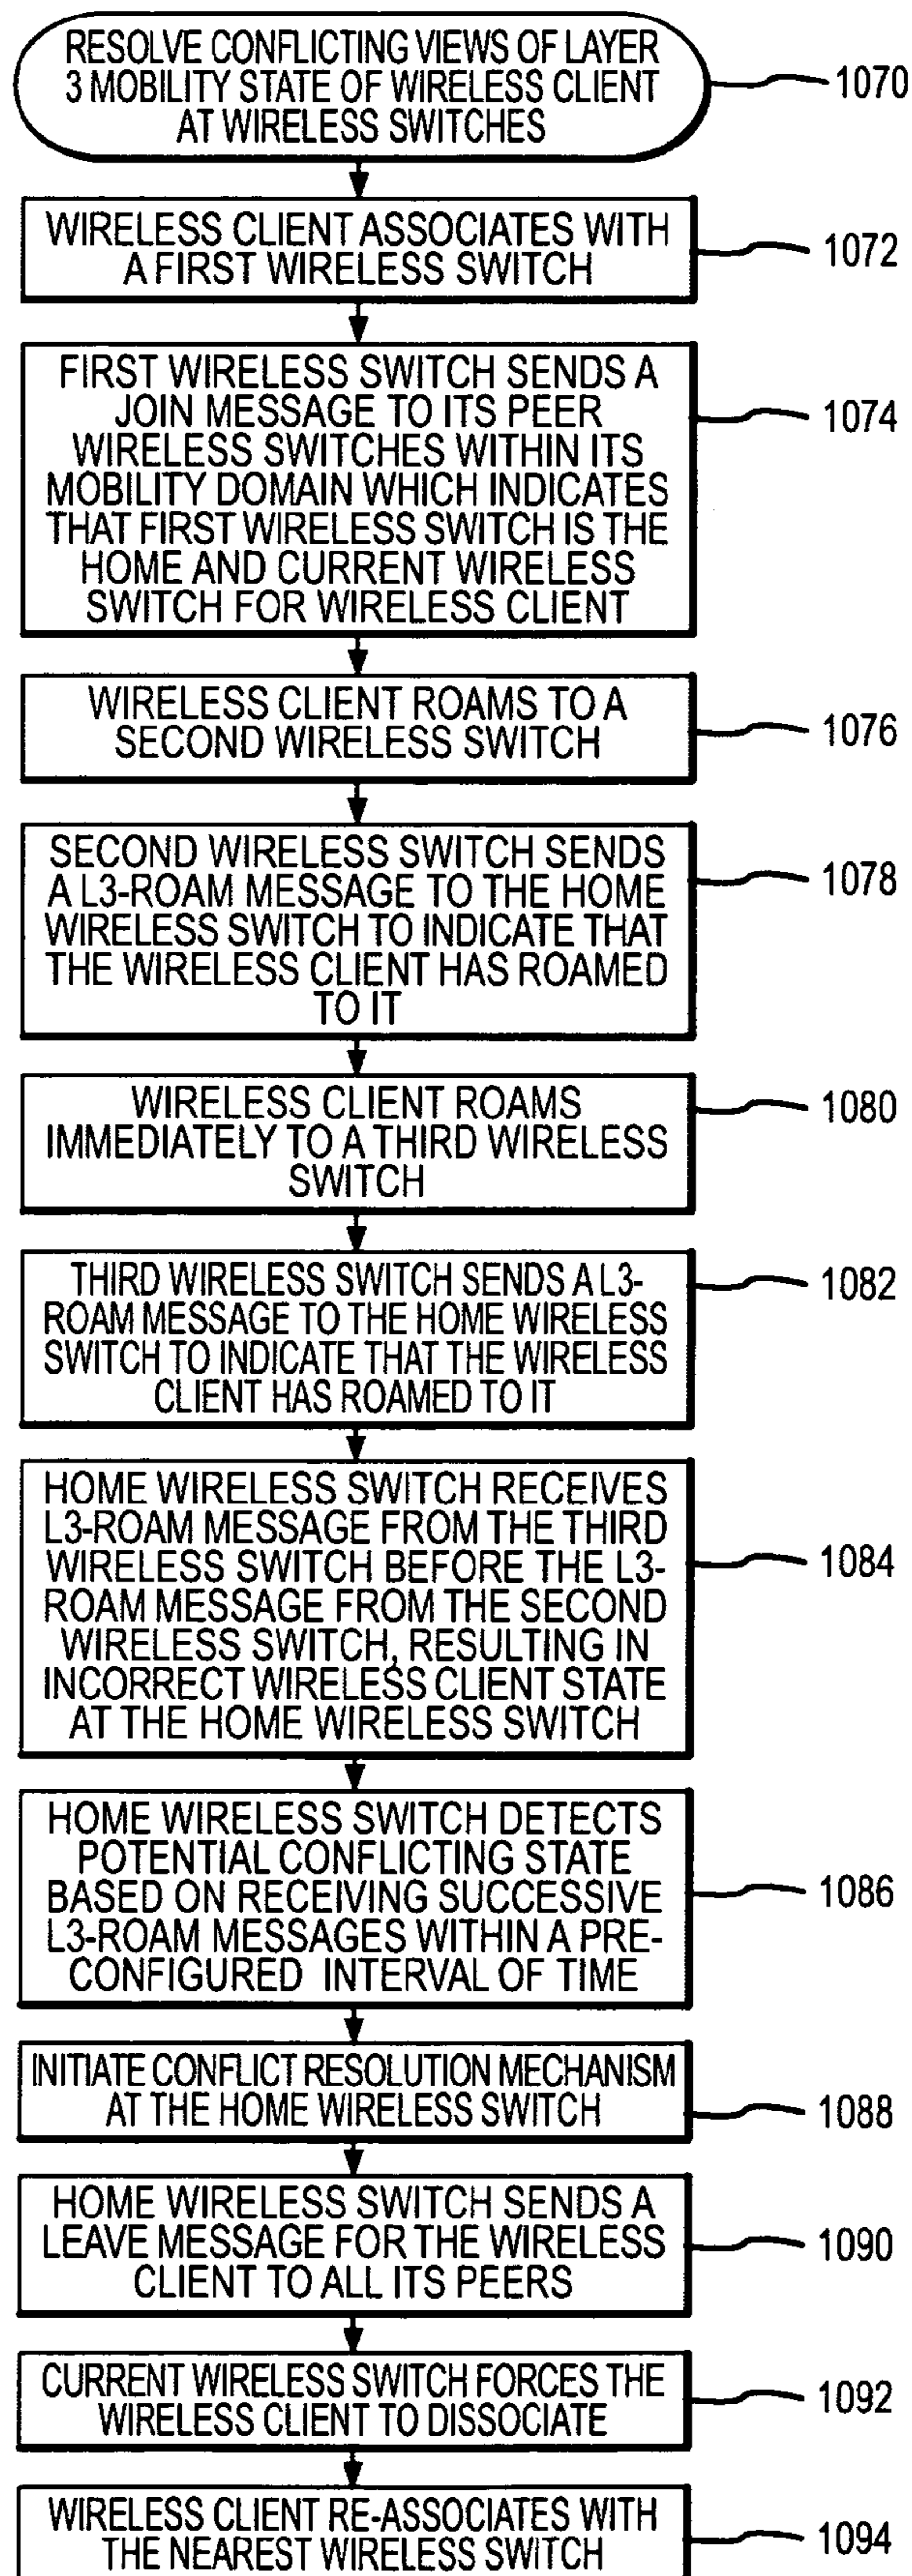 RESOLVE CONFLICTING VIEWS OF LAYER
3 MOBILITY STATE OF WIRELESS CLIENT
AT WIRELESS SWITCHES
1070
WIRELESS CLIENT ASSOCIATES WITH
A FIRST WIRELESS SWITCH
1072
FIRST WIRELESS SWITCH SENDS A
JOIN MESSAGE TO ITS PEER
WIRELESS SWITCHES WITHIN ITS
MOBILITY DOMAIN WHICH INDICATES
THAT FIRST WIRELESS SWITCH IS THE
HOME AND CURRENT WIRELESS
SWITCH FOR WIRELESS CLIENT
1074
WIRELESS CLIENT ROAMS TO A
SECOND WIRELESS SWITCH
1076
SECOND WIRELESS SWITCH SENDS
A L3-ROAM MESSAGE TO THE HOME
WIRELESS SWITCH TO INDICATE THAT
THE WIRELESS CLIENT HAS ROAMED
TO IT
1078
WIRELESS CLIENT ROAMS
IMMEDIATELY TO A THIRD WIRELESS
SWITCH
1080
THIRD WIRELESS SWITCH SENDS A L3-
ROAM MESSAGE TO THE HOME WIRELESS
SWITCH TO INDICATE THAT THE WIRELESS
CLIENT HAS ROAMED TO IT
1082
HOME WIRELESS SWITCH RECEIVES
L3-ROAM MESSAGE FROM THE THIRD
WIRELESS SWITCH BEFORE THE L3-
ROAM MESSAGE FROM THE SECOND
WIRELESS SWITCH, RESULTING IN
INCORRECT WIRELESS CLIENT STATE
AT THE HOME WIRELESS SWITCH
1084
HOME WIRELESS SWITCH DETECTS
POTENTIAL CONFLICTING STATE
BASED ON RECEIVING SUCCESSIVE
L3-ROAM MESSAGES WITHIN A PRE-
CONFIGURED INTERVAL OF TIME
1086
INITIATE CONFLICT RESOLUTION MECHANISM
AT THE HOME WIRELESS SWITCH
1088
HOME WIRELESS SWITCH SENDS A
LEAVE MESSAGE FOR THE WIRELESS
CLIENT TO ALL ITS PEERS
1090
CURRENT WIRELESS SWITCH FORCES THE
WIRELESS CLIENT TO DISSOCIATE
1092
WIRELESS CLIENT RE-ASSOCIATES WITH
THE NEAREST WIRELESS SWITCH
1094